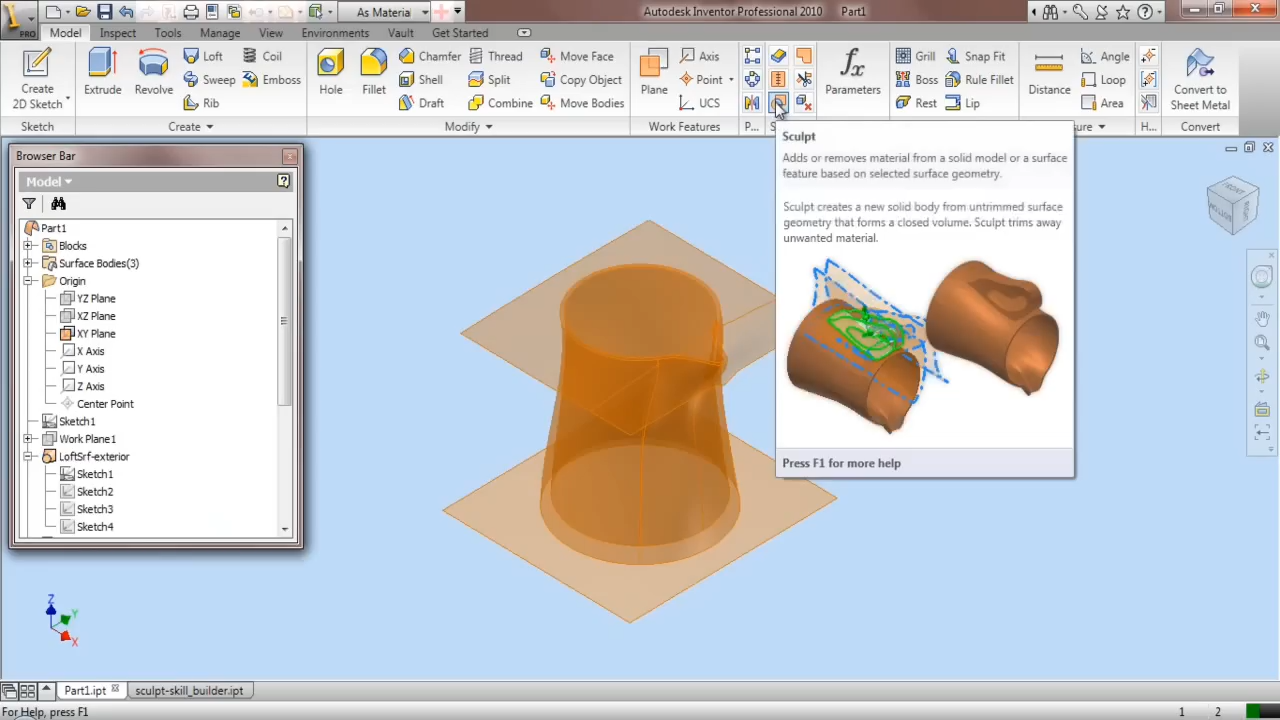 As Material
Autodesk Inventor Professional 2010 Part1
PRO
Model Inspect Tools Manage View Environments Vault Get Started
Create
2D Sketch
Extrude
Revolve
Loft
Sweep
Rib
Coil
Emboss
Hole
Fillet
Chamfer
Shell
Draft
Thread
Split
Combine
Move Face
Copy Object
Move Bodies
Plane
Axis
Point
UCS
fx
Parameters
Grill
Boss
Rest
Snap Fit
Rule Fillet
Lip
Distance
Angle
Loop
Area
Convert to
Sheet Metal
Sketch
Create
Modify
Work Features
P...
H...
Convert
Browser Bar
Model
Part1
Blocks
Surface Bodies(3)
Origin
YZ Plane
XZ Plane
XY Plane
X Axis
Y Axis
Z Axis
Center Point
Sketch1
Work Plane1
LoftSrf-exterior
Sketch1
Sketch2
Sketch3
Sketch4
Sculpt
Adds or removes material from a solid model or a surface
feature based on selected surface geometry.
Sculpt creates a new solid body from untrimmed surface
geometry that forms a closed volume. Sculpt trims away
unwanted material.
Press F1 for more help
FRONT
Z
Y
X
Part1.ipt
sculpt-skill_builder.ipt
For Help, press F1
1 2